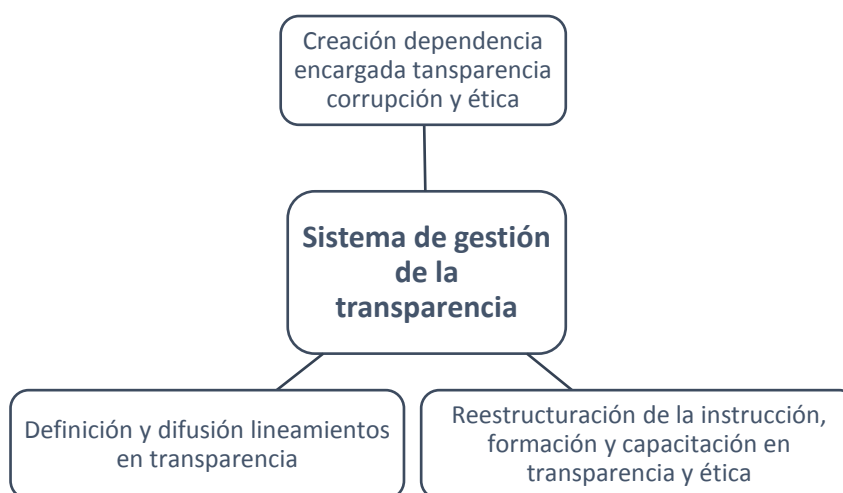 Creación dependencia
encargada tansparencia
corrupción y ética
Sistema de gestión
de la
transparencia
Definición y difusión lineamientos
en transparencia
Reestructuración de la instrucción,
formación y capacitación en
transparencia y ética